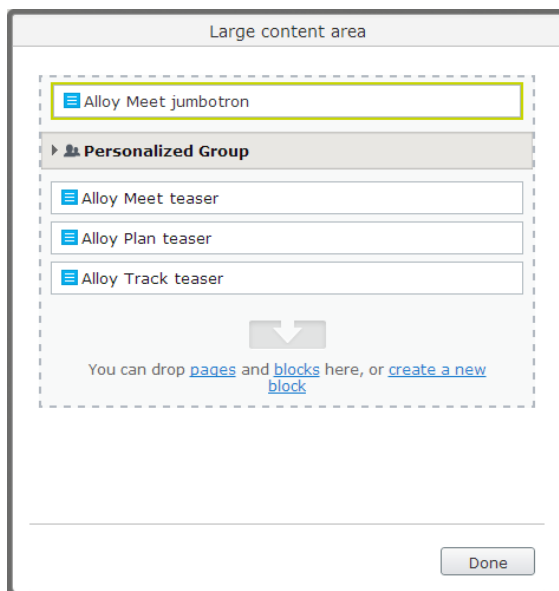 Large content area
Alloy Meet jumbotron
Personalized Group
Alloy Meet teaser
Alloy Plan teaser
Alloy Track teaser
You can drop pages and blocks here, or create a new
block
Done